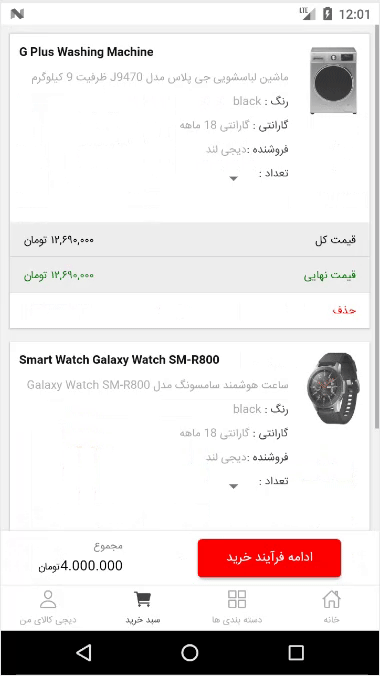 LTE 12:01
G Plus Washing Machine
ماشین لباسشویی جی پلاس مدل J9470 ظرفیت 9 کیلوگرم
رنگ : black
گارانتی : گارانتی 18 ماهه
فروشنده :دیجی لند
تعداد :
قیمت کل ۱۲,۶۹۰,۰۰۰ تومان
قیمت نهایی ۱۲,۶۹۰,۰۰۰ تومان
حذف
Smart Watch Galaxy Watch SM-R800
ساعت هوشمند سامسونگ مدل Galaxy Watch SM-R800
رنگ : black
گارانتی : گارانتی 18 ماهه
فروشنده :دیجی لند
تعداد :
ادامه فرآیند خرید
مجموع
4.000.000تومان
خانه
دسته بندی ها
سبد خرید
دیجی کالای من